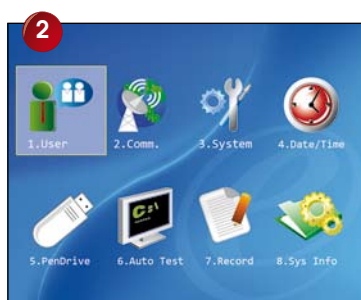 2
1.User 2.Comm. 3.System 4.Date/Time
C:\
5.PenDrive 6.Auto Test 7.Record 8.Sys Info